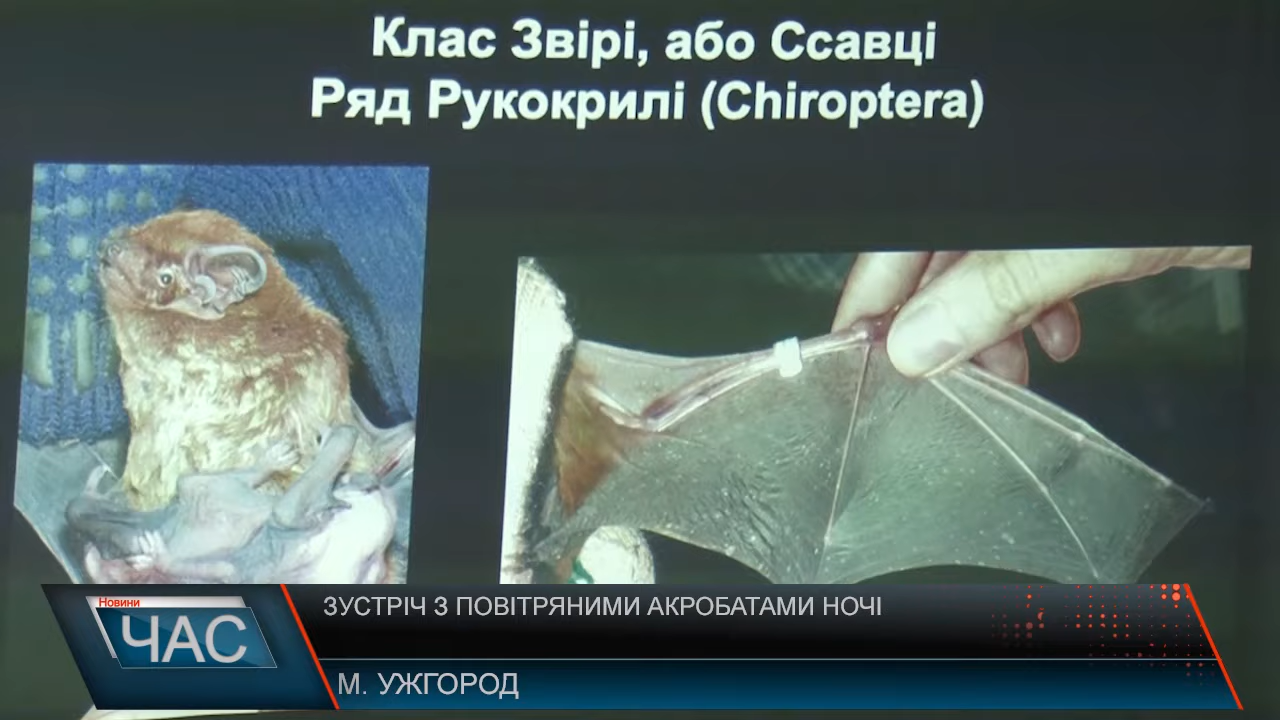 Клас Звірі, або Ссавці
Ряд Рукокрилі (Chiroptera)
Новини
ЧАС
ЗУСТРІЧ З ПОВІТРЯНИМИ АКРОБАТАМИ НОЧІ
М. УЖГОРОД